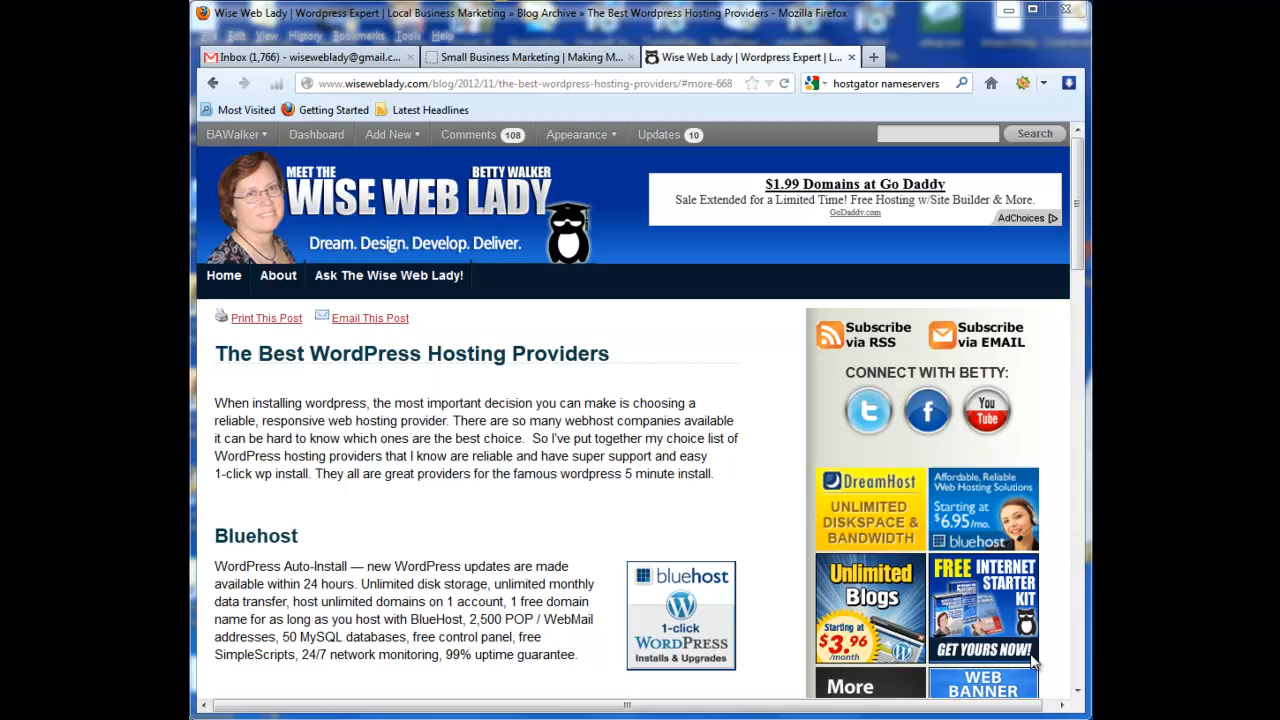 Wise Web Lady | Wordpress Expert | Local Business Marketing » Blog Archive » The Best Wordpress Hosting Providers - Mozilla Firefox
File Edit View History Bookmarks Tools Help
Inbox (1,766) - wiseweblady@gmail.c...
Small Business Marketing | Making M...
Wise Web Lady | Wordpress Expert | L...
www.wiseweblady.com/blog/2012/11/the-best-wordpress-hosting-providers/#more-668
hostgator nameservers
Most Visited Getting Started Latest Headlines
BAWalker Dashboard Add New Comments 108 Appearance Updates 10 Search
MEET THE BETTY WALKER
WISE WEB LADY
Dream. Design. Develop. Deliver.
$1.99 Domains at Go Daddy
Sale Extended for a Limited Time! Free Hosting w/Site Builder & More.
GoDaddy.com
AdChoices
Home About Ask The Wise Web Lady!
Print This Post Email This Post
The Best WordPress Hosting Providers
When installing wordpress, the most important decision you can make is choosing a
reliable, responsive web hosting provider. There are so many webhost companies available
it can be hard to know which ones are the best choice. So I've put together my choice list of
WordPress hosting providers that I know are reliable and have super support and easy
1-click wp install. They all are great providers for the famous wordpress 5 minute install.
Bluehost
WordPress Auto-Install — new WordPress updates are made
available within 24 hours. Unlimited disk storage, unlimited monthly
data transfer, host unlimited domains on 1 account, 1 free domain
name for as long as you host with BlueHost, 2,500 POP / WebMail
addresses, 50 MySQL databases, free control panel, free
SimpleScripts, 24/7 network monitoring, 99% uptime guarantee.
bluehost
1-click
WORDPRESS
Installs & Upgrades
Subscribe
via RSS
Subscribe
via EMAIL
CONNECT WITH BETTY:
t
f
You
Tube
DreamHost
UNLIMITED
DISKSPACE &
BANDWIDTH
Affordable, Reliable
Web Hosting Solutions
Starting at
$6.95/mo.
bluehost
Unlimited
Blogs
Starting at
$3.96
/month
FREE INTERNET
STARTER
KIT
GET YOURS NOW!
More
WEB
BANNER